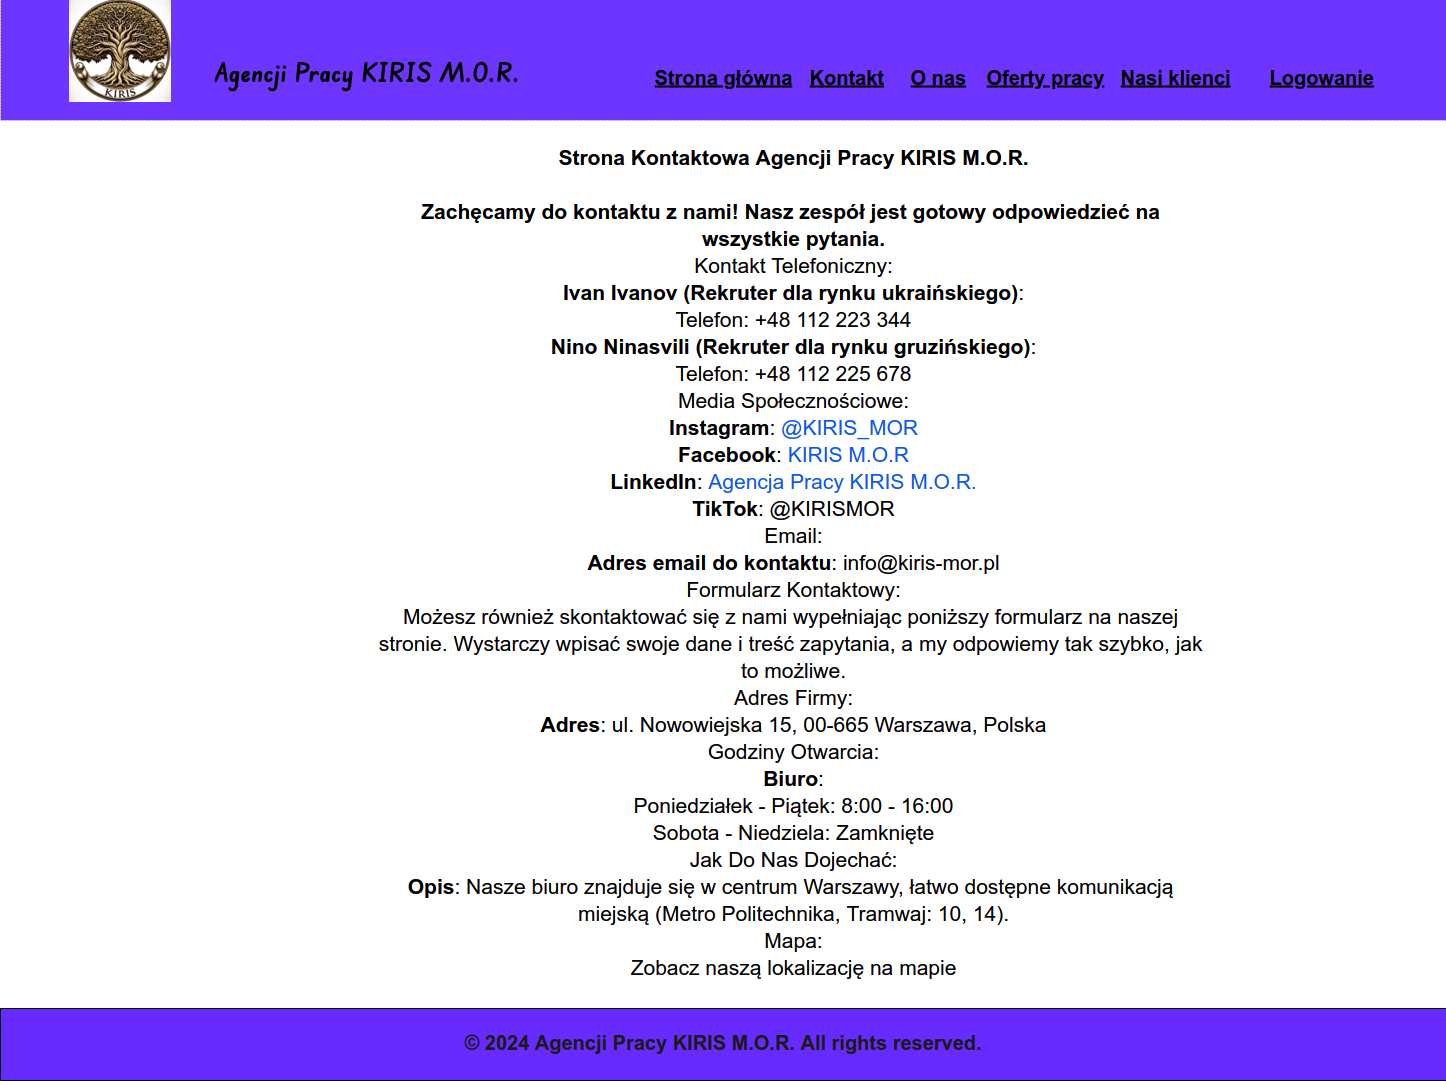 KIRIS
Agencji Pracy KIRIS M.O.R.
Strona główna Kontakt O nas Oferty pracy Nasi klienci Logowanie
Strona Kontaktowa Agencji Pracy KIRIS M.O.R.
Zachęcamy do kontaktu z nami! Nasz zespół jest gotowy odpowiedzieć na
wszystkie pytania.
Kontakt Telefoniczny:
Ivan Ivanov (Rekruter dla rynku ukraińskiego):
Telefon: +48 112 223 344
Nino Ninasvili (Rekruter dla rynku gruzińskiego):
Telefon: +48 112 225 678
Media Społecznościowe:
Instagram: @KIRIS_MOR
Facebook: KIRIS M.O.R
LinkedIn: Agencja Pracy KIRIS M.O.R.
TikTok: @KIRISMOR
Email:
Adres email do kontaktu: info@kiris-mor.pl
Formularz Kontaktowy:
Możesz również skontaktować się z nami wypełniając poniższy formularz na naszej
stronie. Wystarczy wpisać swoje dane i treść zapytania, a my odpowiemy tak szybko, jak
to możliwe.
Adres Firmy:
Adres: ul. Nowowiejska 15, 00-665 Warszawa, Polska
Godziny Otwarcia:
Biuro:
Poniedziałek - Piątek: 8:00 - 16:00
Sobota - Niedziela: Zamknięte
Jak Do Nas Dojechać:
Opis: Nasze biuro znajduje się w centrum Warszawy, łatwo dostępne komunikacją
miejską (Metro Politechnika, Tramwaj: 10, 14).
Mapa:
Zobacz naszą lokalizację na mapie
© 2024 Agencji Pracy KIRIS M.O.R. All rights reserved.